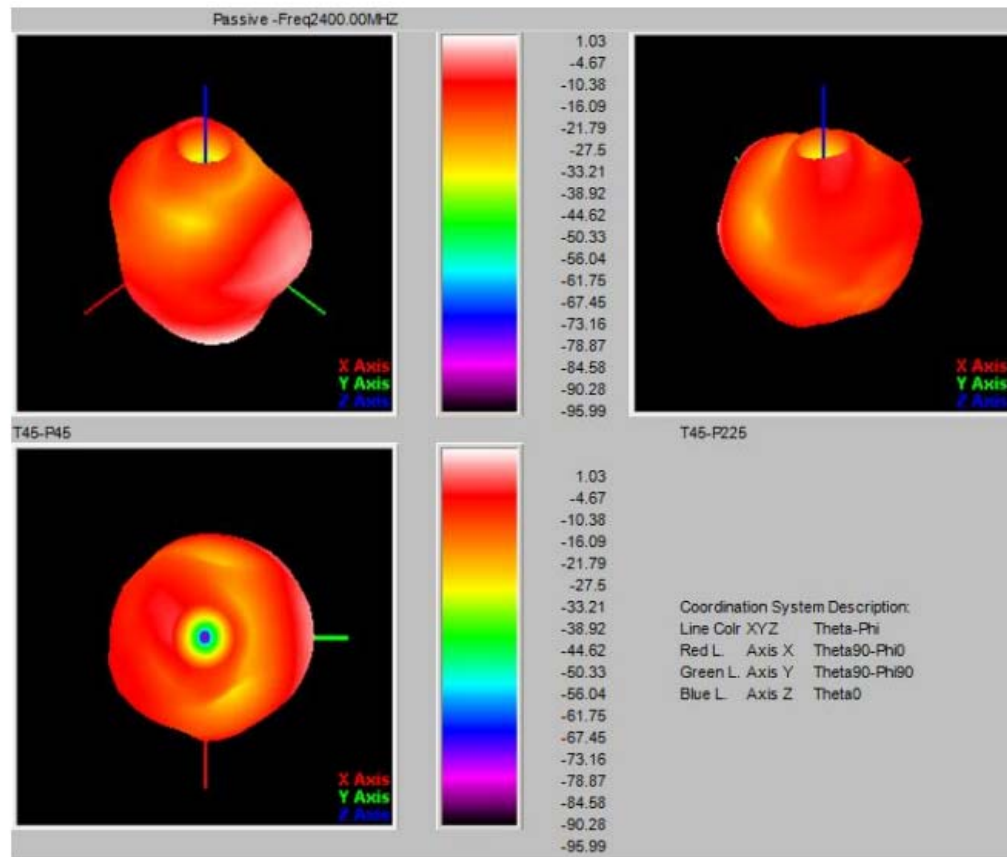 Passive -Freq2400.00MHZ
1.03
-4.67
-10.38
-16.09
-21.79
-27.5
-33.21
-38.92
-44.62
-50.33
-56.04
-61.75
-67.45
-73.16
-78.87
-84.58
-90.28
-95.99
X Axis
Y Axis
Z Axis
X Axis
Y Axis
Z Axis
T45-P45
T45-P225
1.03
-4.67
-10.38
-16.09
-21.79
-27.5
-33.21
-38.92
-44.62
-50.33
-56.04
-61.75
-67.45
-73.16
-78.87
-84.58
-90.28
-95.99
X Axis
Y Axis
Z Axis
Coordination System Description:
Line Colr XYZ Theta-Phi
Red L. Axis X Theta90-Phi0
Green L. Axis Y Theta90-Phi90
Blue L. Axis Z Theta0